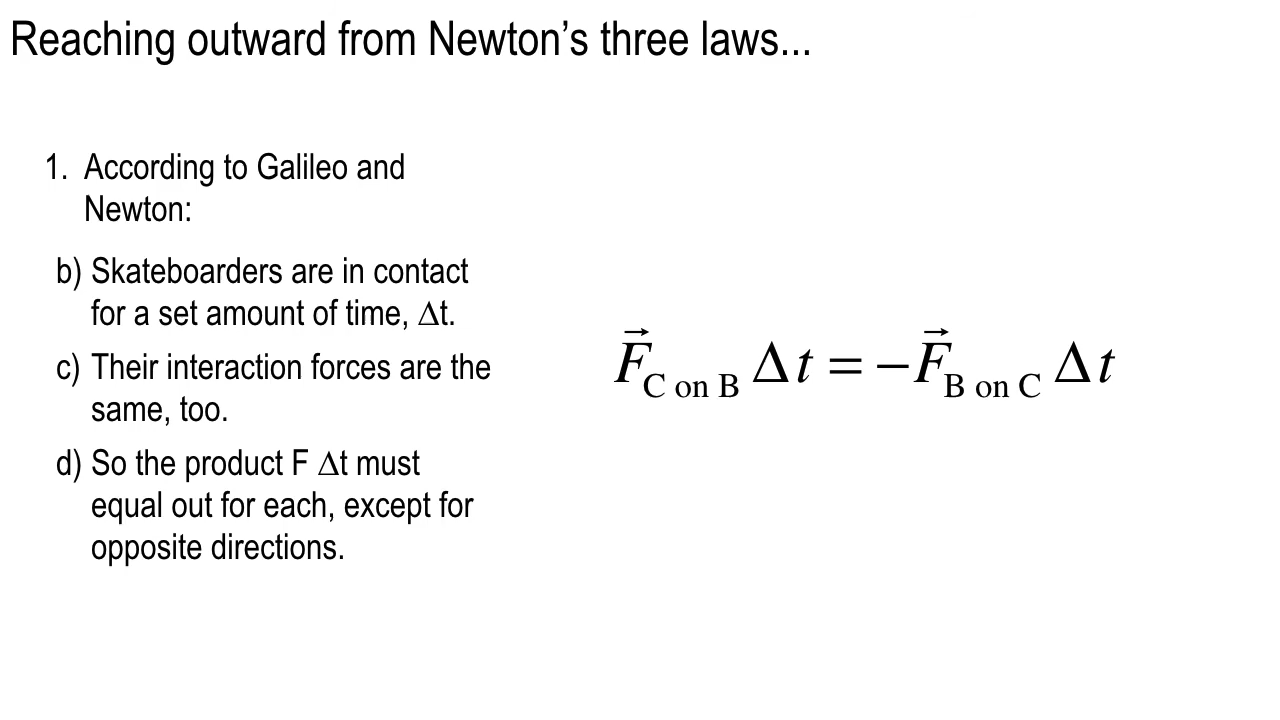 Reaching outward from Newton’s three laws...
1. According to Galileo and
Newton:
b) Skateboarders are in contact
for a set amount of time, Δt.
c) Their interaction forces are the
same, too.
d) So the product F Δt must
equal out for each, except for
opposite directions.
F⃗ C on B Δt = −F⃗ B on C Δt